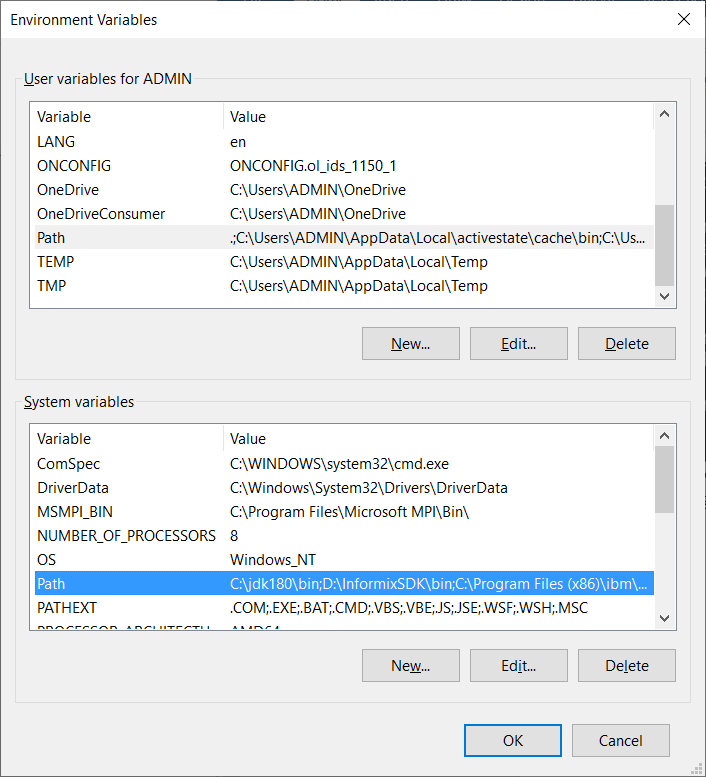 Environment Variables
User variables for ADMIN
Variable Value
LANG en
ONCONFIG ONCONFIG.ol_ids_1150_1
OneDrive C:\Users\ADMIN\OneDrive
OneDriveConsumer C:\Users\ADMIN\OneDrive
Path .;C:\Users\ADMIN\AppData\Local\activestate\cache\bin;C:\Us...
TEMP C:\Users\ADMIN\AppData\Local\Temp
TMP C:\Users\ADMIN\AppData\Local\Temp
New... Edit... Delete
System variables
Variable Value
ComSpec C:\WINDOWS\system32\cmd.exe
DriverData C:\Windows\System32\Drivers\DriverData
MSMPI_BIN C:\Program Files\Microsoft MPI\Bin\
NUMBER_OF_PROCESSORS 8
OS Windows_NT
Path C:\jdk180\bin;D:\InformixSDK\bin;C:\Program Files (x86)\ibm\...
PATHEXT .COM;.EXE;.BAT;.CMD;.VBS;.VBE;.JS;.JSE;.WSF;.WSH;.MSC
New... Edit... Delete
OK Cancel